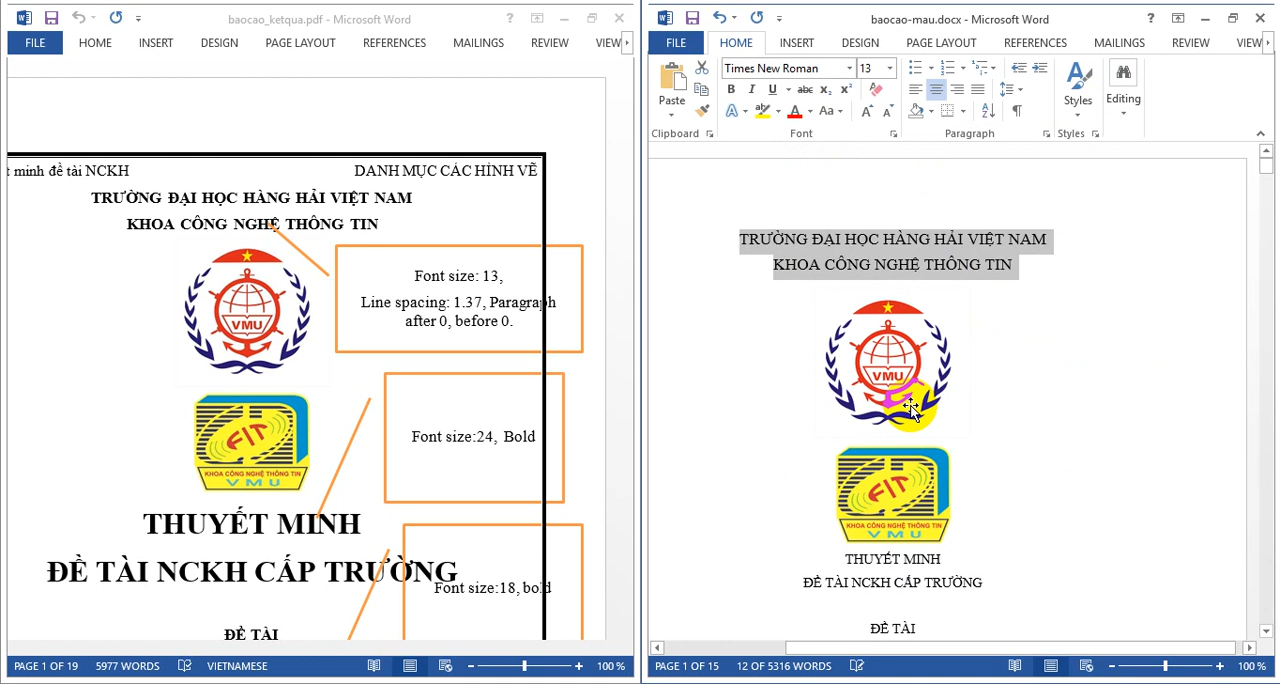 baocao_ketqua.pdf - Microsoft Word
FILE HOME INSERT DESIGN PAGE LAYOUT REFERENCES MAILINGS REVIEW VIEW
t minh đề tài NCKH DANH MỤC CÁC HÌNH VẼ
TRƯỜNG ĐẠI HỌC HÀNG HẢI VIỆT NAM
KHOA CÔNG NGHỆ THÔNG TIN
VMU
Font size: 13,
Line spacing: 1.37, Paragraph
after 0, before 0.
FIT
KHOA CÔNG NGHỆ THÔNG TIN
VMU
Font size:24, Bold
THUYẾT MINH
ĐỀ TÀI NCKH CẤP TRƯỜNG
Font size:18, bold
ĐỀ TÀI
PAGE 1 OF 19 5977 WORDS VIETNAMESE 100 %
baocao-mau.docx - Microsoft Word
FILE HOME INSERT DESIGN PAGE LAYOUT REFERENCES MAILINGS REVIEW VIEW
Times New Roman 13
Paste
Styles
Editing
Clipboard Font Paragraph Styles
TRƯỜNG ĐẠI HỌC HÀNG HẢI VIỆT NAM
KHOA CÔNG NGHỆ THÔNG TIN
VMU
FIT
KHOA CÔNG NGHỆ THÔNG TIN
VMU
THUYẾT MINH
ĐỀ TÀI NCKH CẤP TRƯỜNG
ĐỀ TÀI
PAGE 1 OF 15 12 OF 5316 WORDS 100 %